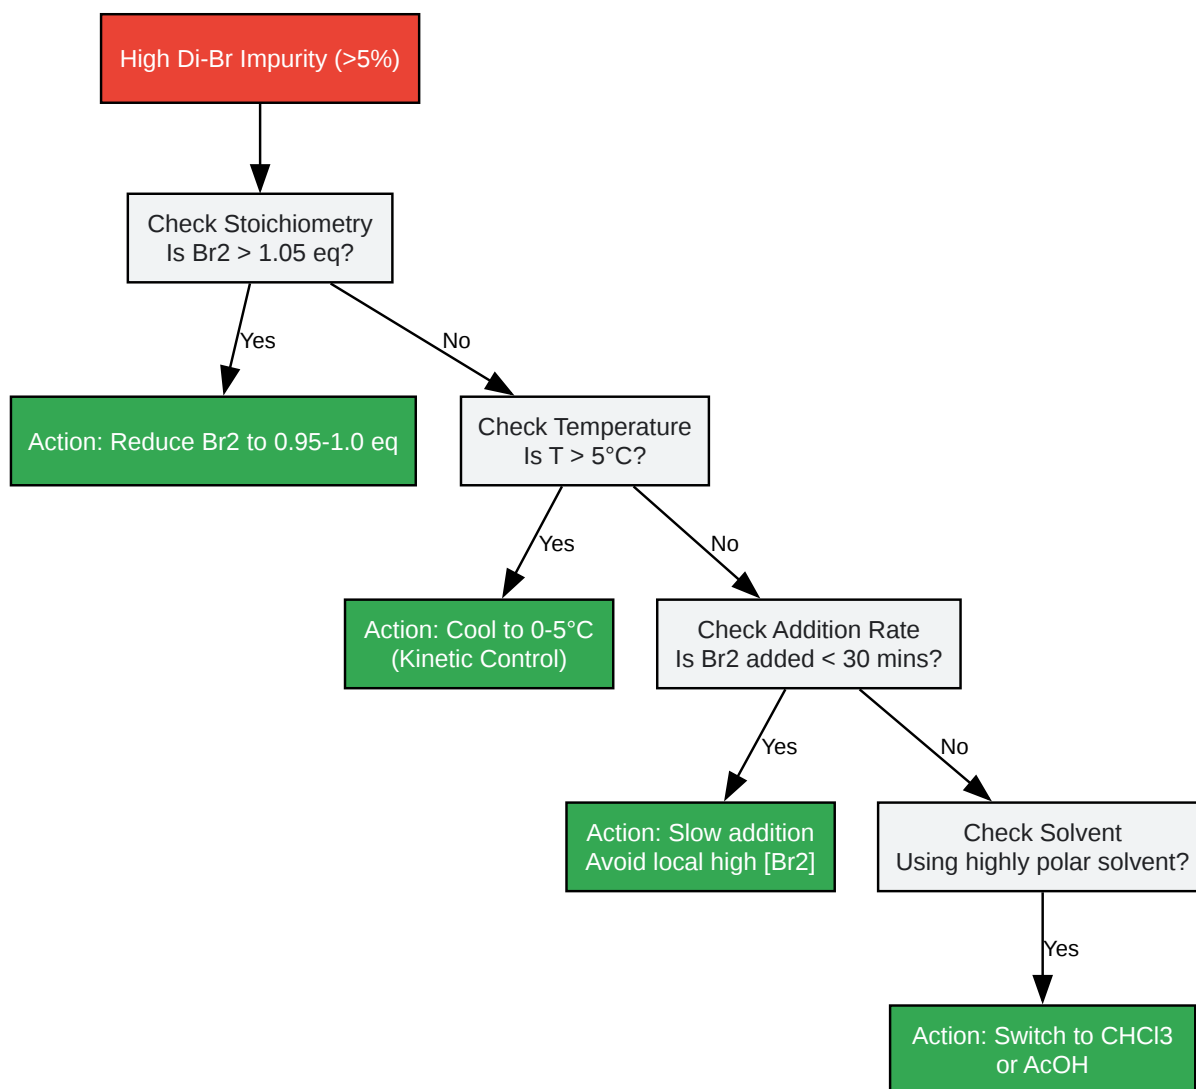 High Di-Br Impurity (>5%)
Check Stoichiometry
Is Br2 > 1.05 eq?
Yes
No
Action: Reduce Br2 to 0.95-1.0 eq
Check Temperature
Is T > 5°C?
Yes
No
Action: Cool to 0-5°C
(Kinetic Control)
Check Addition Rate
Is Br2 added < 30 mins?
Yes
No
Action: Slow addition
Avoid local high [Br2]
Check Solvent
Using highly polar solvent?
Yes
Action: Switch to CHCl3
or AcOH